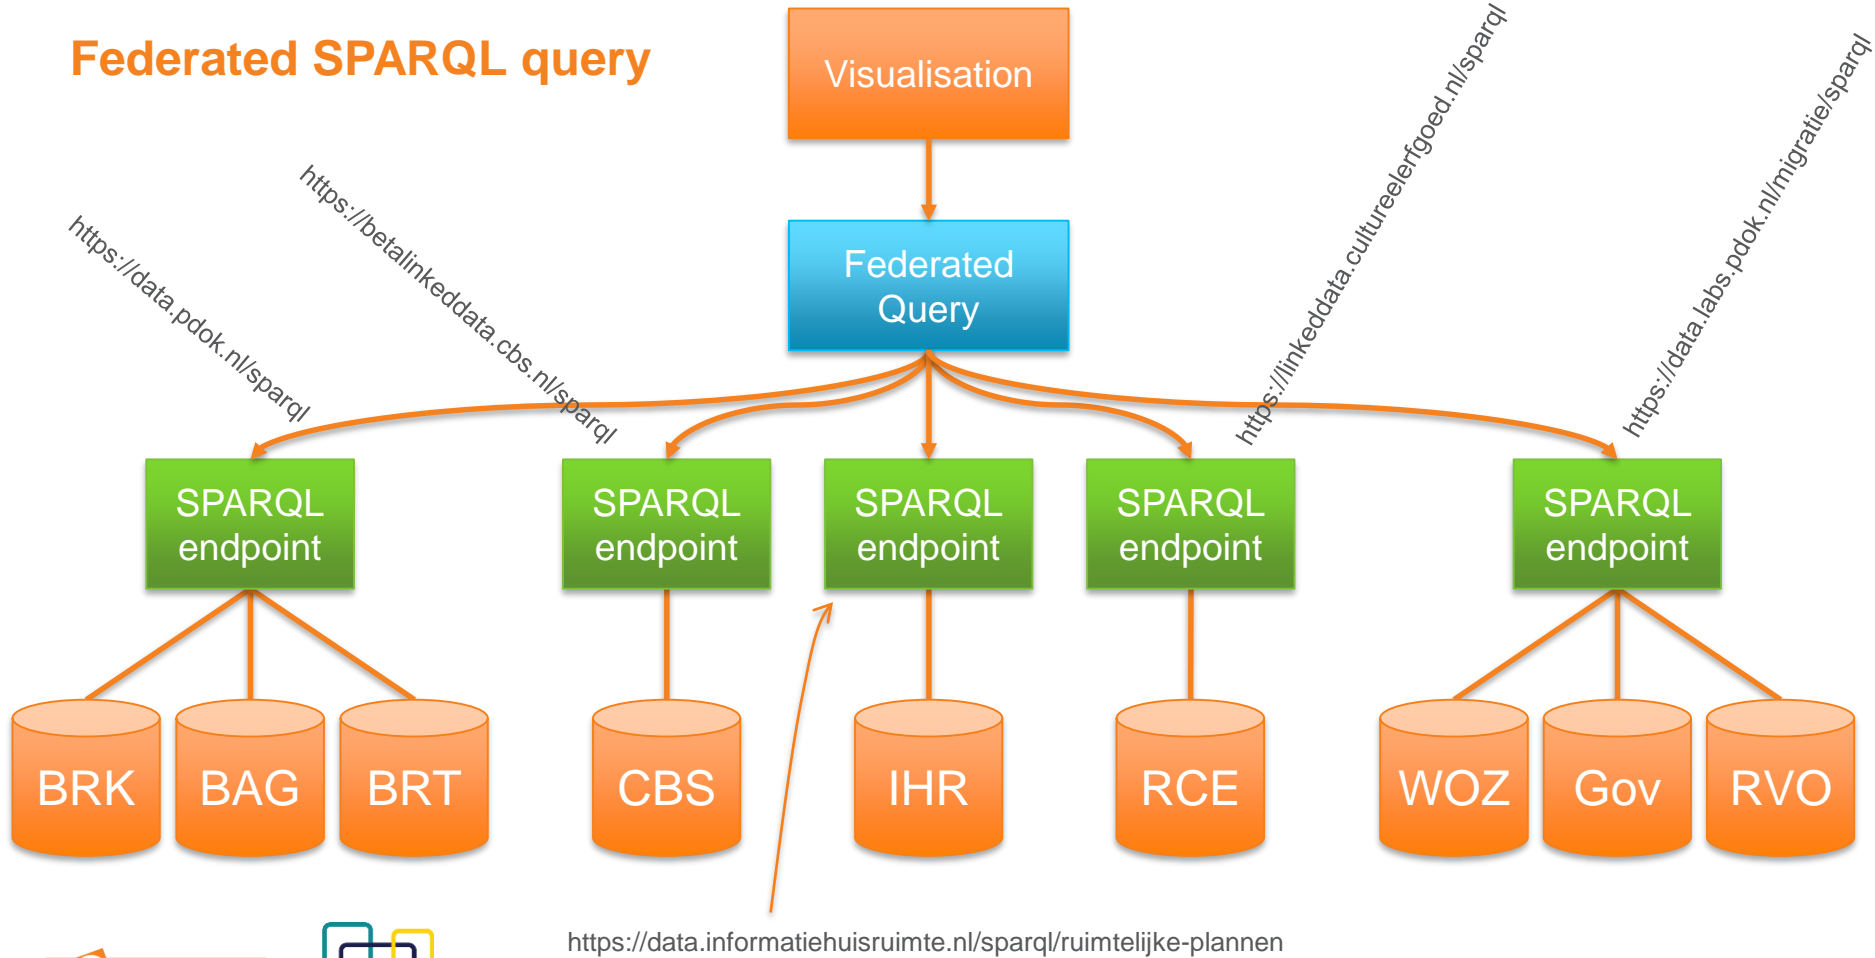 Federated SPARQL query
Visualisation
https://data.pdok.nl/sparql
https://betalinkeddata.cbs.nl/sparql
https://linkeddata.cultureelerfgoed.nl/sparql
https://data.labs.pdok.nl/migratie/sparql
Federated
Query
SPARQL
endpoint
SPARQL
endpoint
SPARQL
endpoint
SPARQL
endpoint
SPARQL
endpoint
BRK
BAG
BRT
CBS
IHR
RCE
WOZ
Gov
RVO
https://data.informatiehuisruimte.nl/sparql/ruimtelijke-plannen